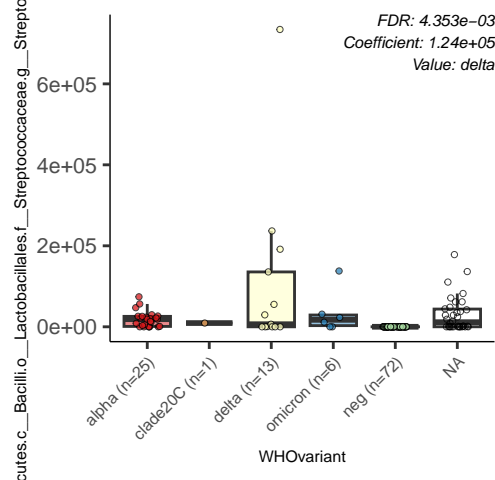 FDR: 4.353e−03
Coefficient: 1.24e+05
Value: delta
cutes.c__Bacilli.o__Lactobacillales.f__Streptococcaceae.g__Strepto
6e+05
4e+05
2e+05
0e+00
alpha (n=25)
clade20C (n=1)
delta (n=13)
omicron (n=6)
neg (n=72)
NA
WHOvariant